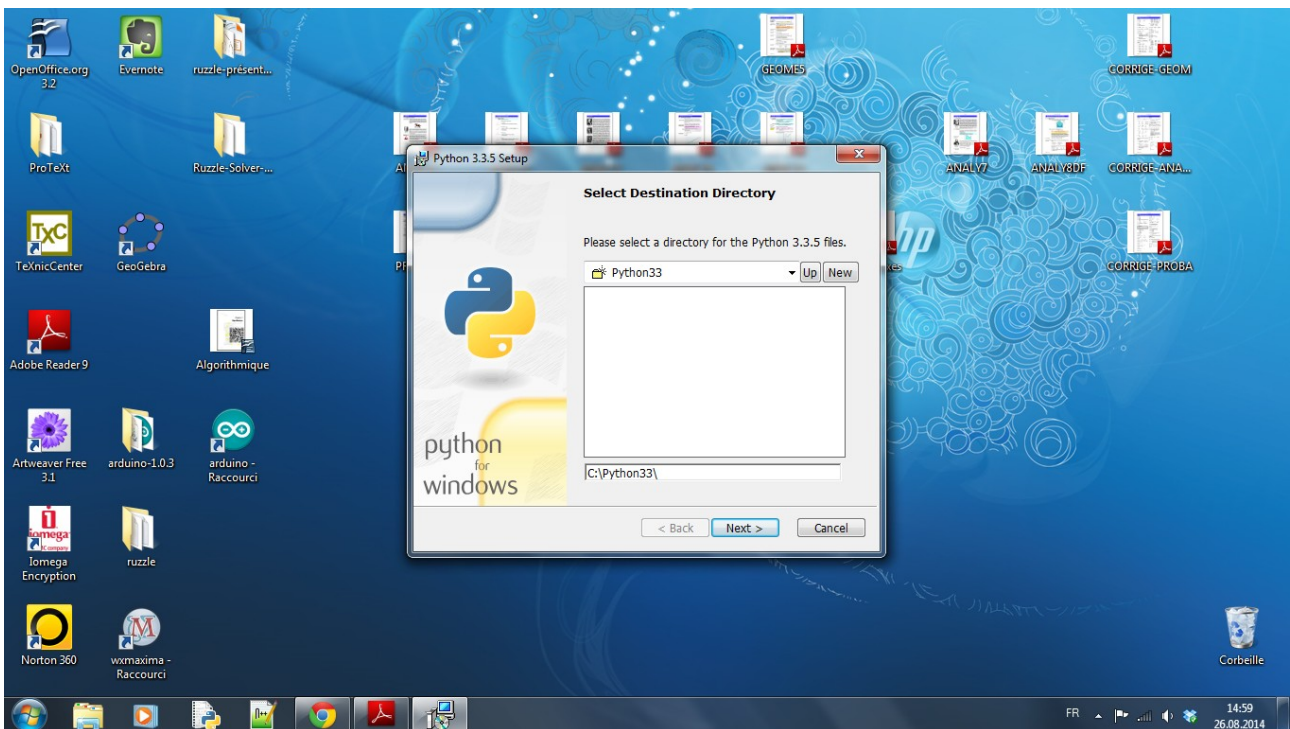 OpenOffice.org
3.2
Evernote
ruzzle-présent...
GEOME5
CORRIGE-GEOM
ProTeXt
Ruzzle-Solver-...
ANALY7
ANALY8DF
CORRIGE-ANA...
Python 3.3.5 Setup
Select Destination Directory
Please select a directory for the Python 3.3.5 files.
Python33
Up
New
C:\Python33\
< Back
Next >
Cancel
python
for
windows
hp
CORRIGE-PROBA
TXC
TeXnicCenter
GeoGebra
Adobe Reader 9
Algorithmique
Artweaver Free
3.1
arduino-1.0.3
arduino -
Raccourci
iomega
Iomega
Encryption
ruzzle
Norton 360
wxmaxima -
Raccourci
Corbeille
FR
14:59
26.08.2014